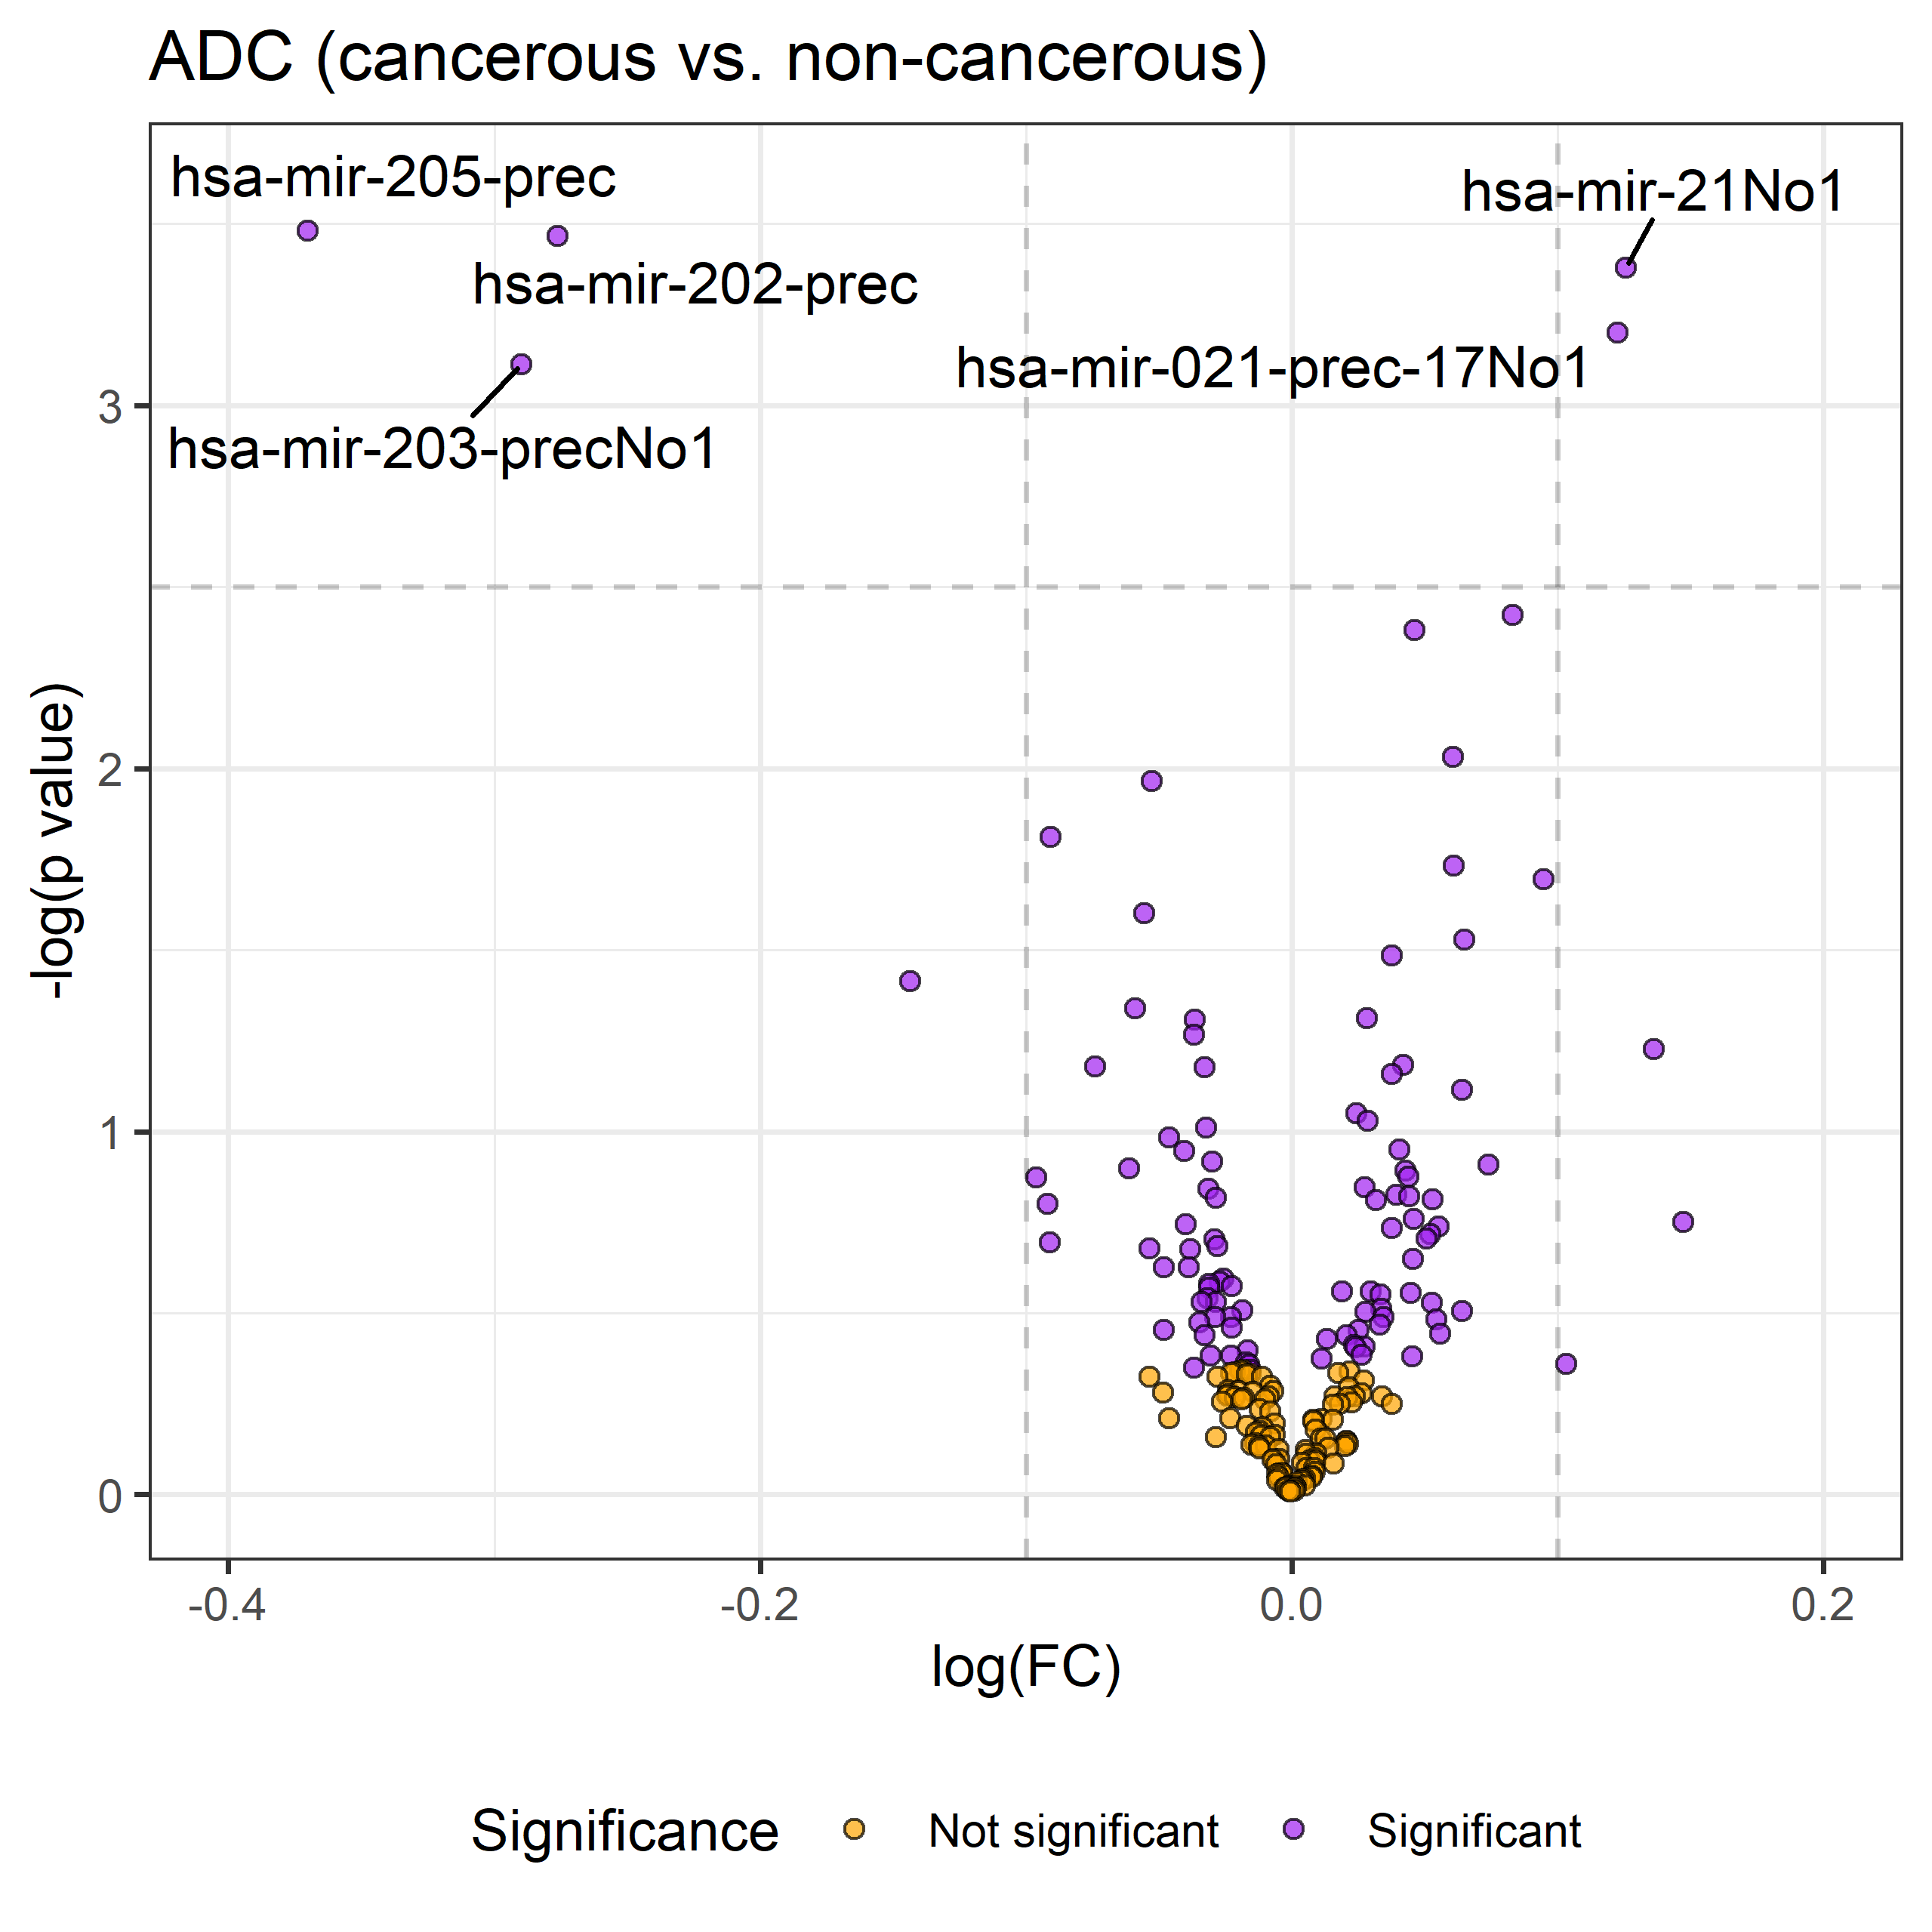 ADC (cancerous vs. non-cancerous)
hsa-mir-205-prec
hsa-mir-21No1
hsa-mir-202-prec
hsa-mir-021-prec-17No1
hsa-mir-203-precNo1
-log(p value)
3
2
1
0
-0.4 -0.2 0.0 0.2
log(FC)
Significance Not significant Significant